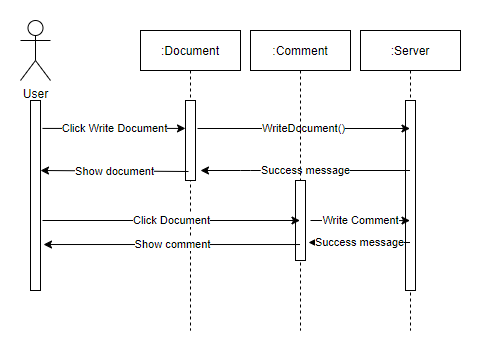 :Document
:Comment
:Server
User
Click Write Document
WriteDocument()
Show document
Success message
Click Document
Write Comment
Show comment
Success message